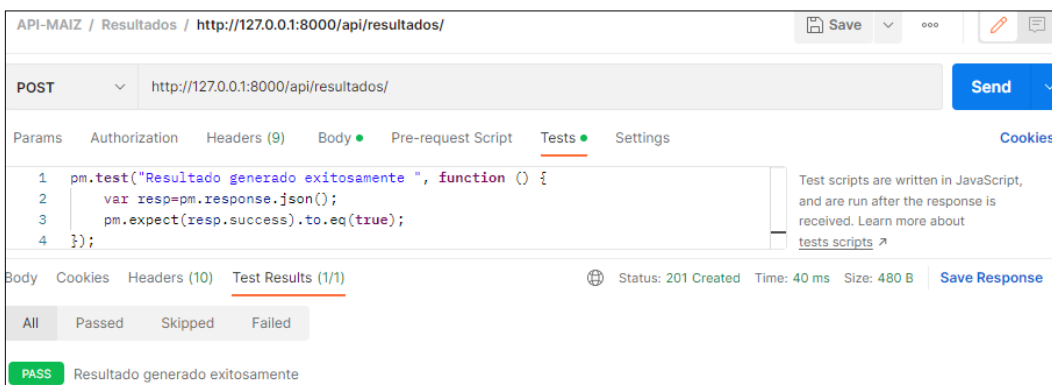 API-MAIZ / Resultados / http://127.0.0.1:8000/api/resultados/ Save
POST http://127.0.0.1:8000/api/resultados/ Send
Params Authorization Headers (9) Body Pre-request Script Tests Settings Cookies
1 pm.test("Resultado generado exitosamente ", function () {
2 var resp=pm.response.json();
3 pm.expect(resp.success).to.eq(true);
4 });
Test scripts are written in JavaScript,
and are run after the response is
received. Learn more about
tests scripts
Body Cookies Headers (10) Test Results (1/1) Status: 201 Created Time: 40 ms Size: 480 B Save Response
All Passed Skipped Failed
PASS Resultado generado exitosamente